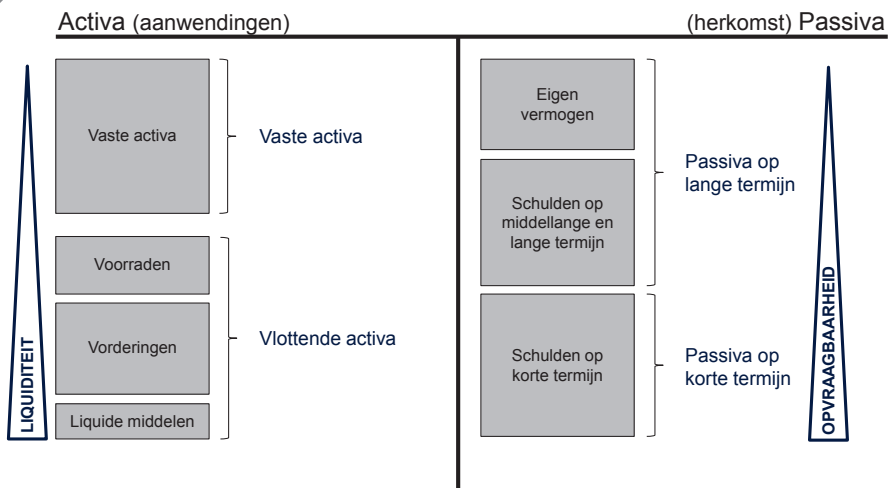 Activa (aanwendingen)
(herkomst) Passiva
Vaste activa
Vaste activa
Voorraden
Vorderingen
Liquide middelen
Vlottende activa
LIQUIDITEIT
Eigen
vermogen
Schulden op
middellange en
lange termijn
Passiva op
lange termijn
Schulden op
korte termijn
Passiva op
korte termijn
OPVRAAGBAARHEID